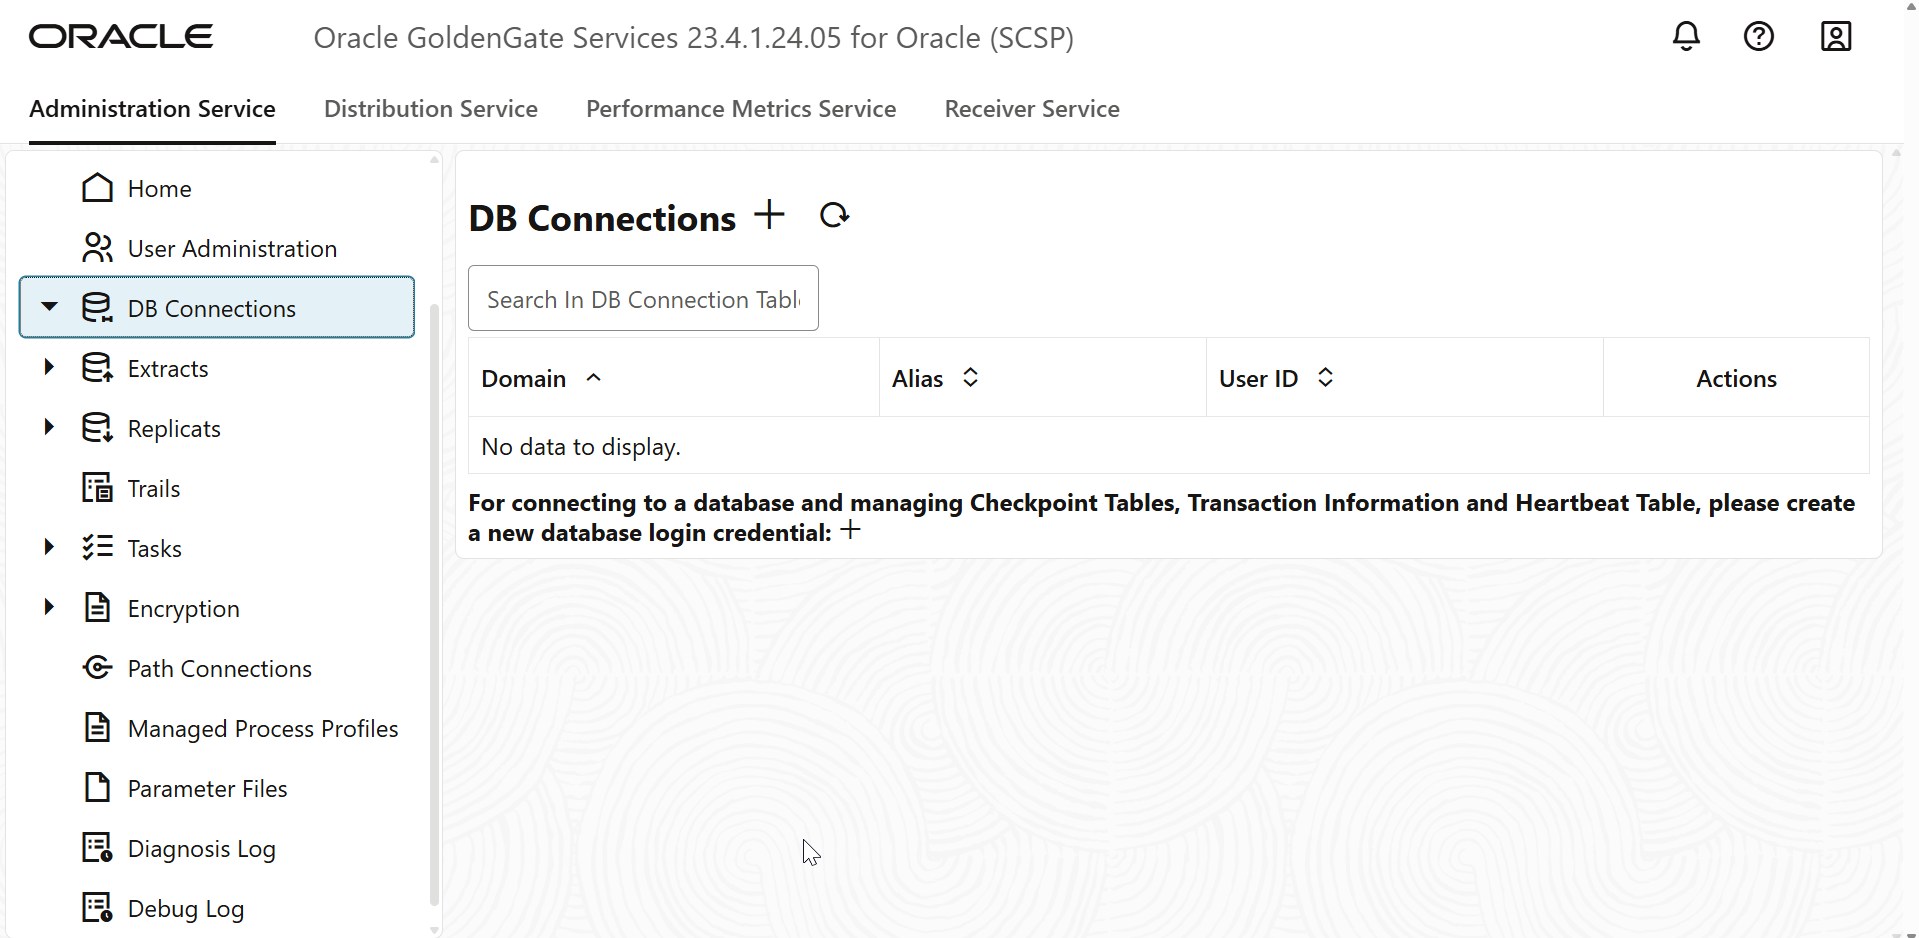 ORACLE
Oracle GoldenGate Services 23.4.1.24.05 for Oracle (SCSP)
Administration Service
Distribution Service
Performance Metrics Service
Receiver Service
Home
User Administration
DB Connections
Extracts
Replicats
Trails
Tasks
Encryption
Path Connections
Managed Process Profiles
Parameter Files
Diagnosis Log
Debug Log
DB Connections
Search In DB Connection Tabl
Domain
Alias
User ID
Actions
No data to display.
For connecting to a database and managing Checkpoint Tables, Transaction Information and Heartbeat Table, please create
a new database login credential: